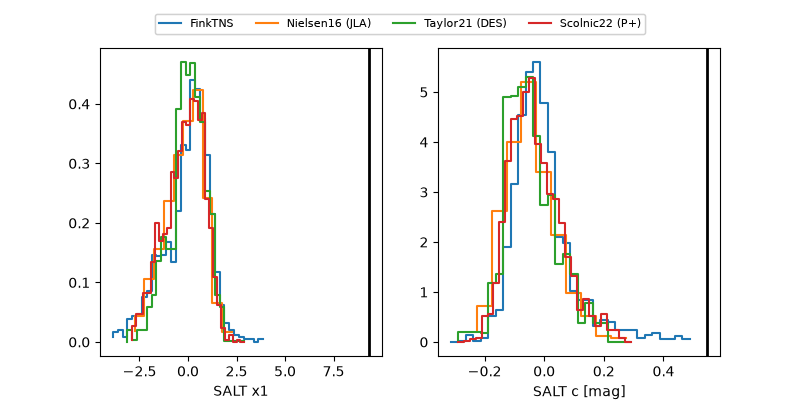 FinkTNS Nielsen16 (JLA) Taylor21 (DES) Scolnic22 (P+)
0.4
0.3
0.2
0.1
0.0
−2.5 0.0 2.5 5.0 7.5
SALT x1
5
4
3
2
1
0
−0.2 0.0 0.2 0.4
SALT c [mag]